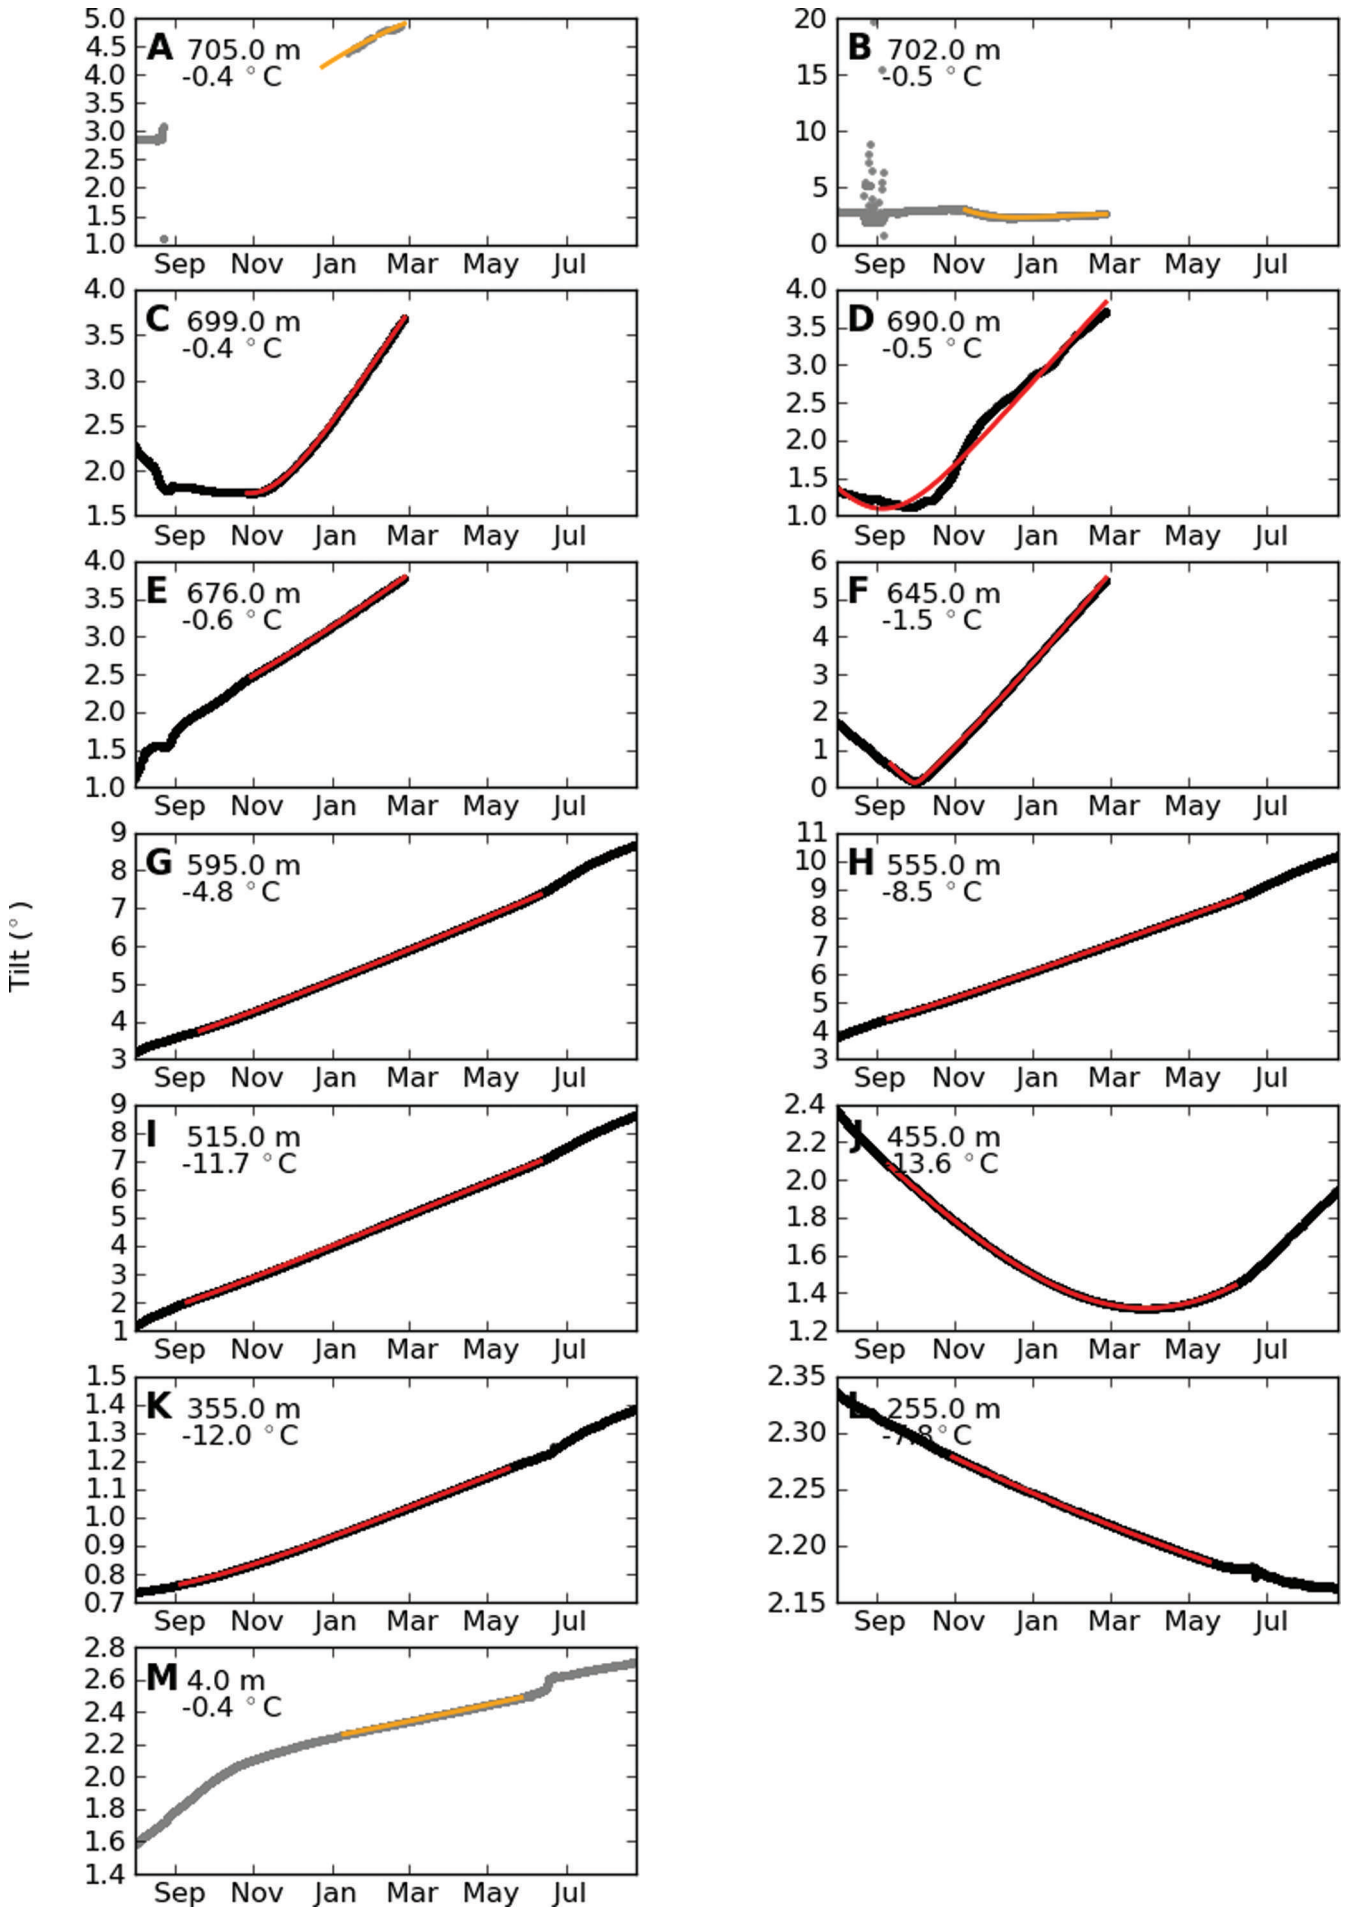 Tilt (°)
A 705.0 m
-0.4 °C
5.0
4.5
4.0
3.5
3.0
2.5
2.0
1.5
1.0
Sep Nov Jan Mar May Jul
B 702.0 m
-0.5 °C
20
15
10
5
0
Sep Nov Jan Mar May Jul
C 699.0 m
-0.4 °C
4.0
3.5
3.0
2.5
2.0
1.5
Sep Nov Jan Mar May Jul
D 690.0 m
-0.5 °C
4.0
3.5
3.0
2.5
2.0
1.5
1.0
Sep Nov Jan Mar May Jul
E 676.0 m
-0.6 °C
4.0
3.5
3.0
2.5
2.0
1.5
1.0
Sep Nov Jan Mar May Jul
F 645.0 m
-1.5 °C
6
5
4
3
2
1
0
Sep Nov Jan Mar May Jul
G 595.0 m
-4.8 °C
9
8
7
6
5
4
3
Sep Nov Jan Mar May Jul
H 555.0 m
-8.5 °C
11
10
9
8
7
6
5
4
3
Sep Nov Jan Mar May Jul
I 515.0 m
-11.7 °C
9
8
7
6
5
4
3
2
1
Sep Nov Jan Mar May Jul
J 455.0 m
-13.6 °C
2.4
2.2
2.0
1.8
1.6
1.4
1.2
Sep Nov Jan Mar May Jul
K 355.0 m
-12.0 °C
1.5
1.4
1.3
1.2
1.1
1.0
0.9
0.8
0.7
Sep Nov Jan Mar May Jul
L 255.0 m
-7.8 °C
2.35
2.30
2.25
2.20
2.15
Sep Nov Jan Mar May Jul
M 4.0 m
-0.4 °C
2.8
2.6
2.4
2.2
2.0
1.8
1.6
1.4
Sep Nov Jan Mar May Jul